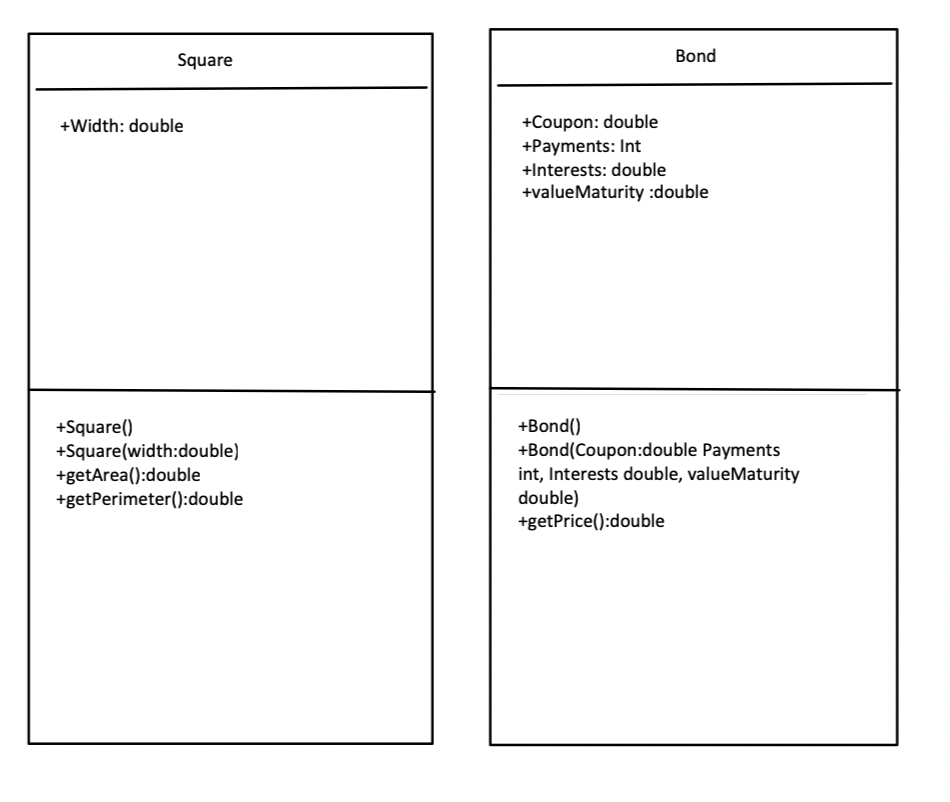 Square
+Width: double
+Square()
+Square(width:double)
+getArea():double
+getPerimeter():double
Bond
+Coupon: double
+Payments: Int
+Interests: double
+valueMaturity :double
+Bond()
+Bond(Coupon:double Payments
int, Interests double, valueMaturity
double)
+getPrice():double